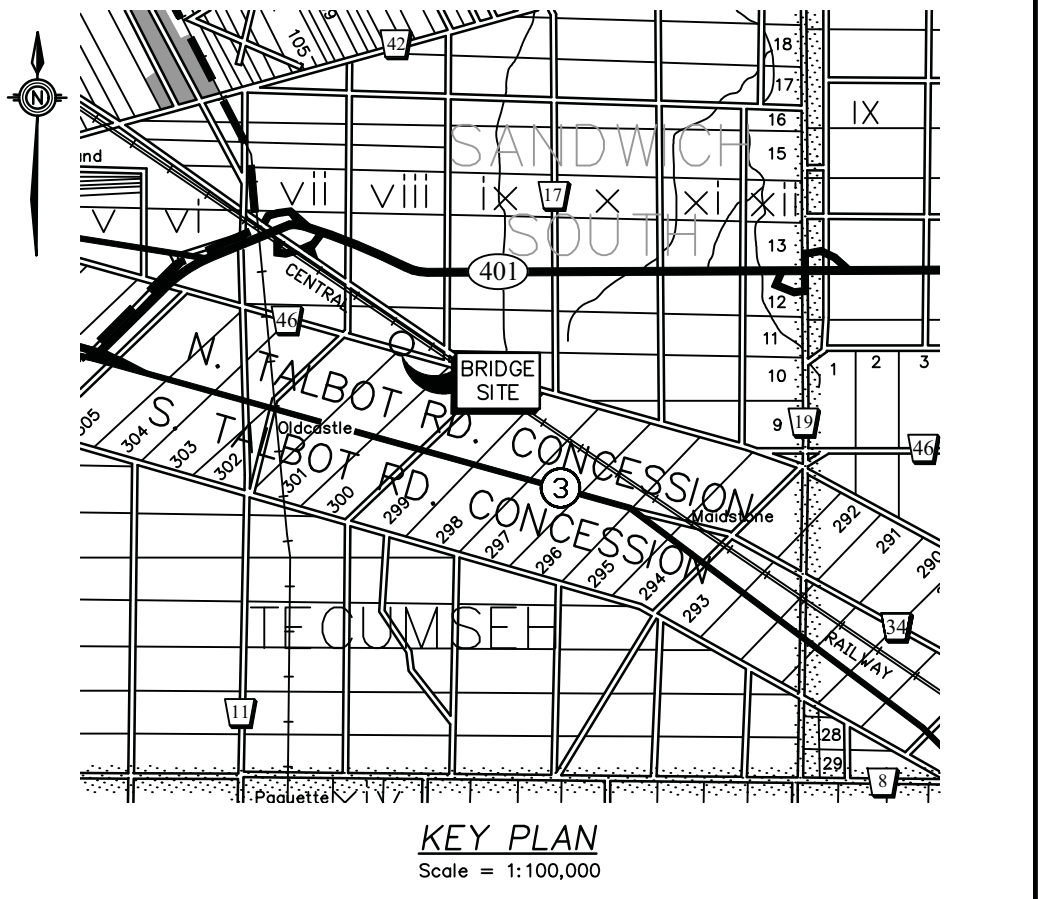 42
105
18
17
16
IX
15
SANDWICH
and
vii
viii
ix
17
x
xi
xii
v
vi
SOUTH
13
401
CENTRAL
12
46
11
N. TALBOT RD. CONCESSION
BRIDGE
SITE
1
2
3
10
9
19
46
S. TALBOT RD. CONCESSION
Oldcastle
304
303
302
301
300
299
298
297
296
295
294
293
3
Maidstone
292
291
290
TECUMSEH
34
RAILWAY
11
28
29
8
Paquette
KEY PLAN
Scale = 1:100,000
N